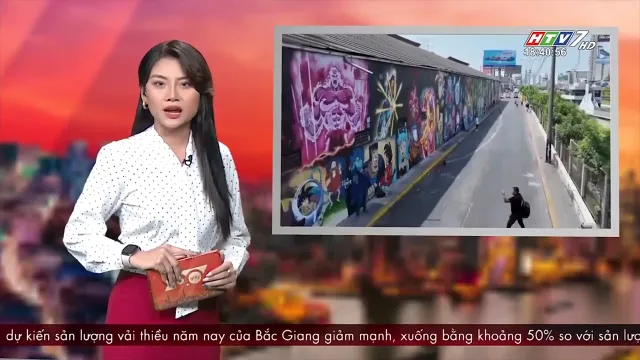 HTV7 HD
18:40:56
dự kiến sản lượng vải thiều năm nay của Bắc Giang giảm mạnh, xuống bằng khoảng 50% so với sản lượ